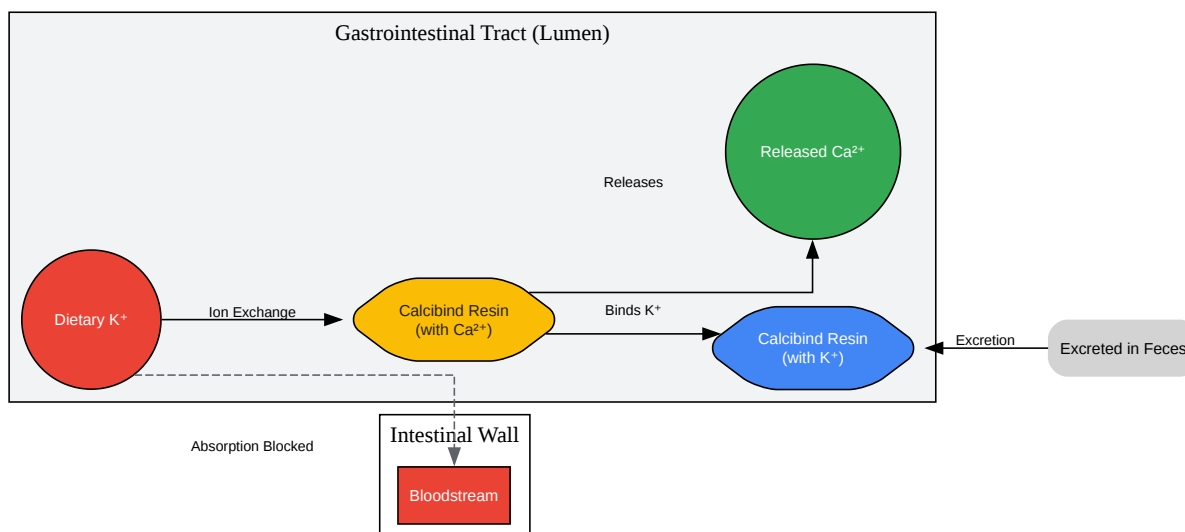 Gastrointestinal Tract (Lumen)
Released Ca²⁺
Releases
Dietary K⁺
Ion Exchange
Calcibind Resin
(with Ca²⁺)
Binds K⁺
Calcibind Resin
(with K⁺)
Excretion
Excreted in Feces
Absorption Blocked
Intestinal Wall
Bloodstream